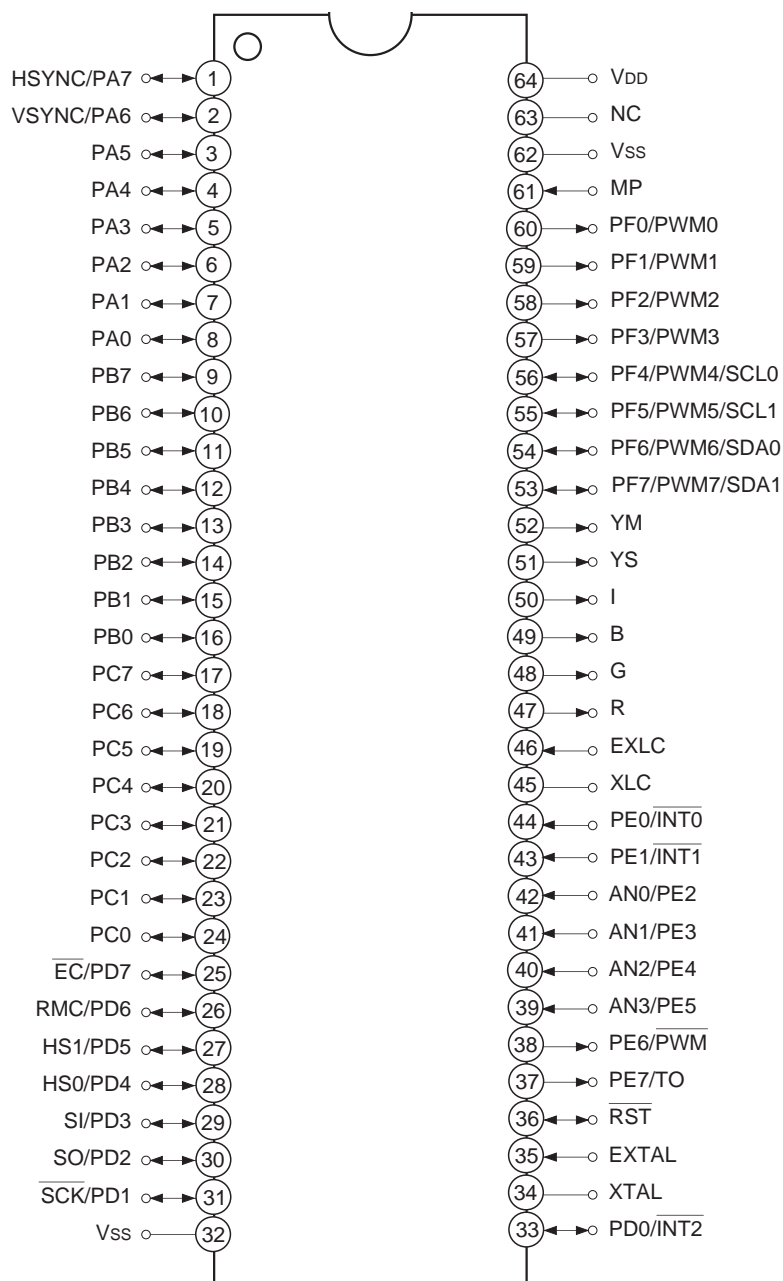 HSYNC/PA7 1 64 VDD
VSYNC/PA6 2 63 NC
PA5 3 62 Vss
PA4 4 61 MP
PA3 5 60 PF0/PWM0
PA2 6 59 PF1/PWM1
PA1 7 58 PF2/PWM2
PA0 8 57 PF3/PWM3
PB7 9 56 PF4/PWM4/SCL0
PB6 10 55 PF5/PWM5/SCL1
PB5 11 54 PF6/PWM6/SDA0
PB4 12 53 PF7/PWM7/SDA1
PB3 13 52 YM
PB2 14 51 YS
PB1 15 50 I
PB0 16 49 B
PC7 17 48 G
PC6 18 47 R
PC5 19 46 EXLC
PC4 20 45 XLC
PC3 21 44 PE0/INT0
PC2 22 43 PE1/INT1
PC1 23 42 AN0/PE2
PC0 24 41 AN1/PE3
EC/PD7 25 40 AN2/PE4
RMC/PD6 26 39 AN3/PE5
HS1/PD5 27 38 PE6/PWM
HS0/PD4 28 37 PE7/TO
SI/PD3 29 36 RST
SO/PD2 30 35 EXTAL
SCK/PD1 31 34 XTAL
Vss 32 33 PD0/INT2